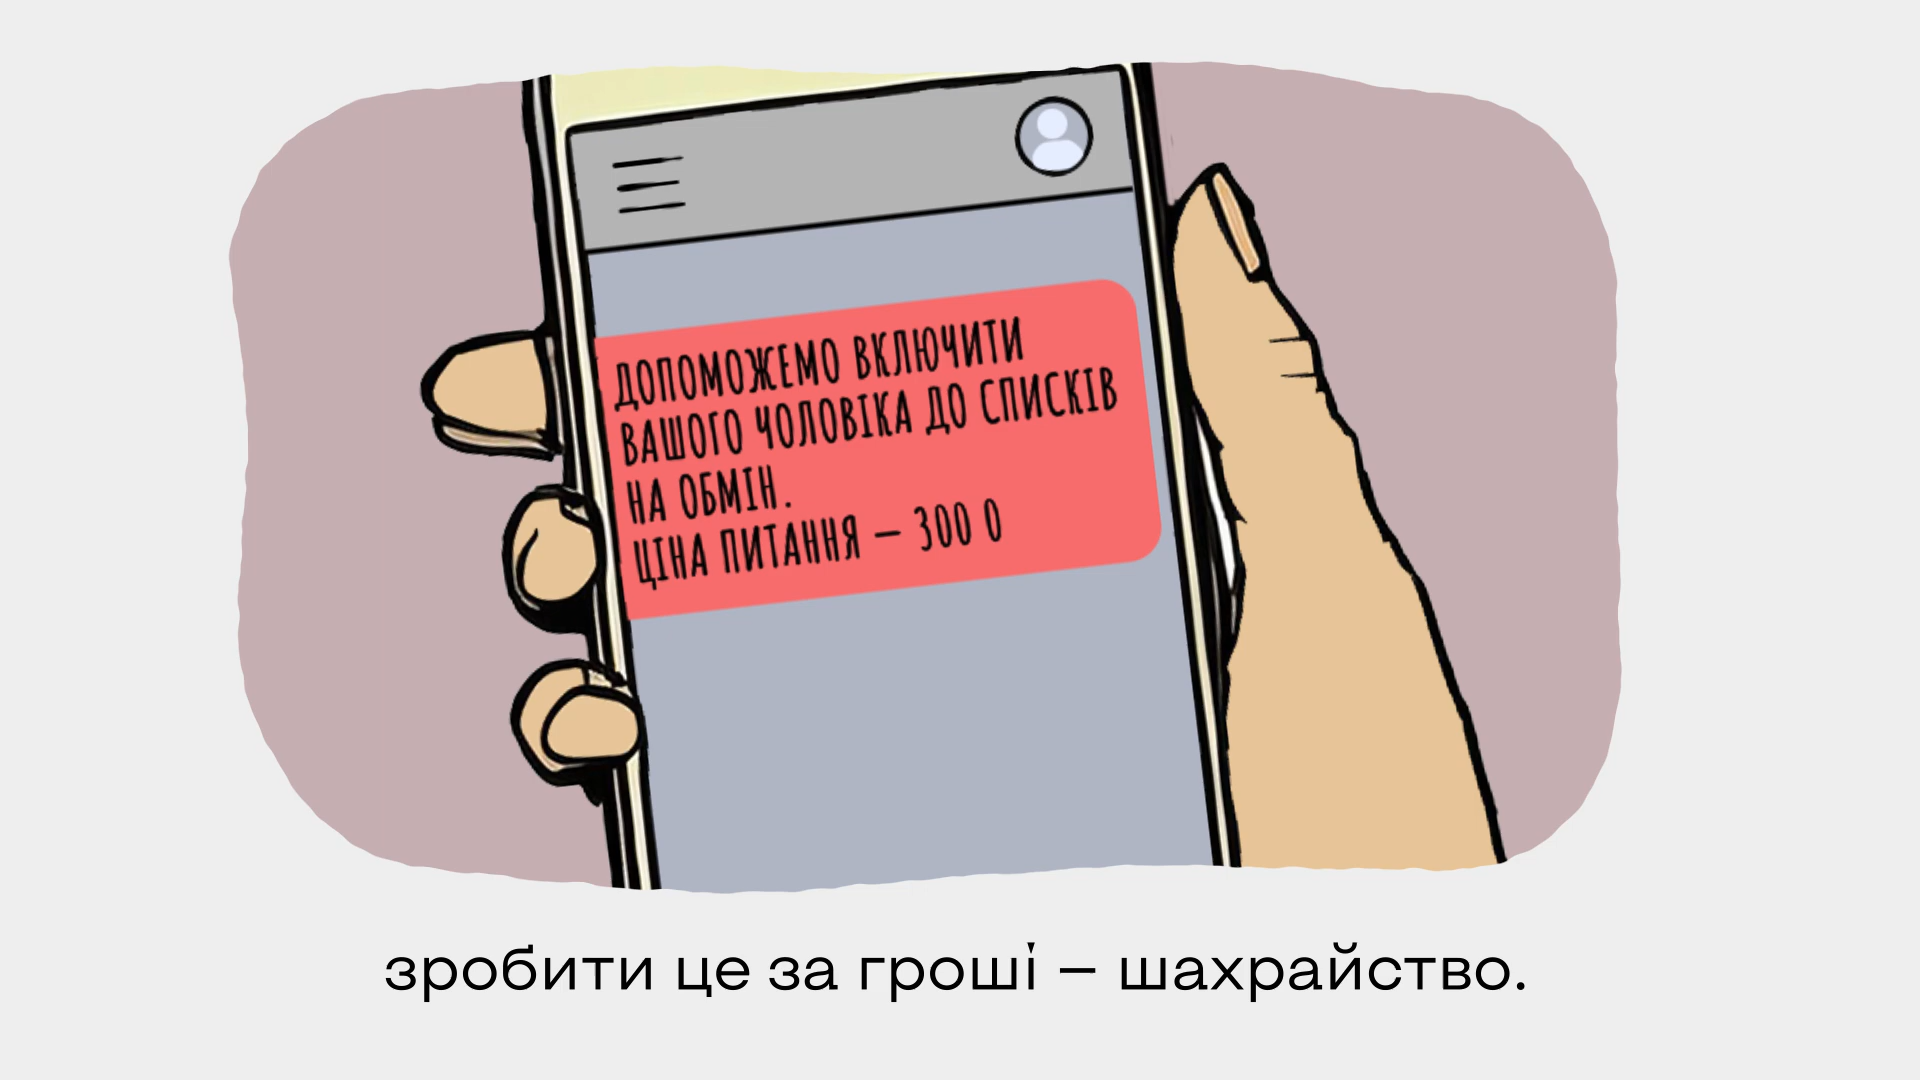 ДОПОМОЖЕМО ВКЛЮЧИТИ
ВАШОГО ЧОЛОВІКА ДО СПИСКІВ
НА ОБМІН.
ЦІНА ПИТАННЯ – 300 0
зробити це за гроші – шахрайство.